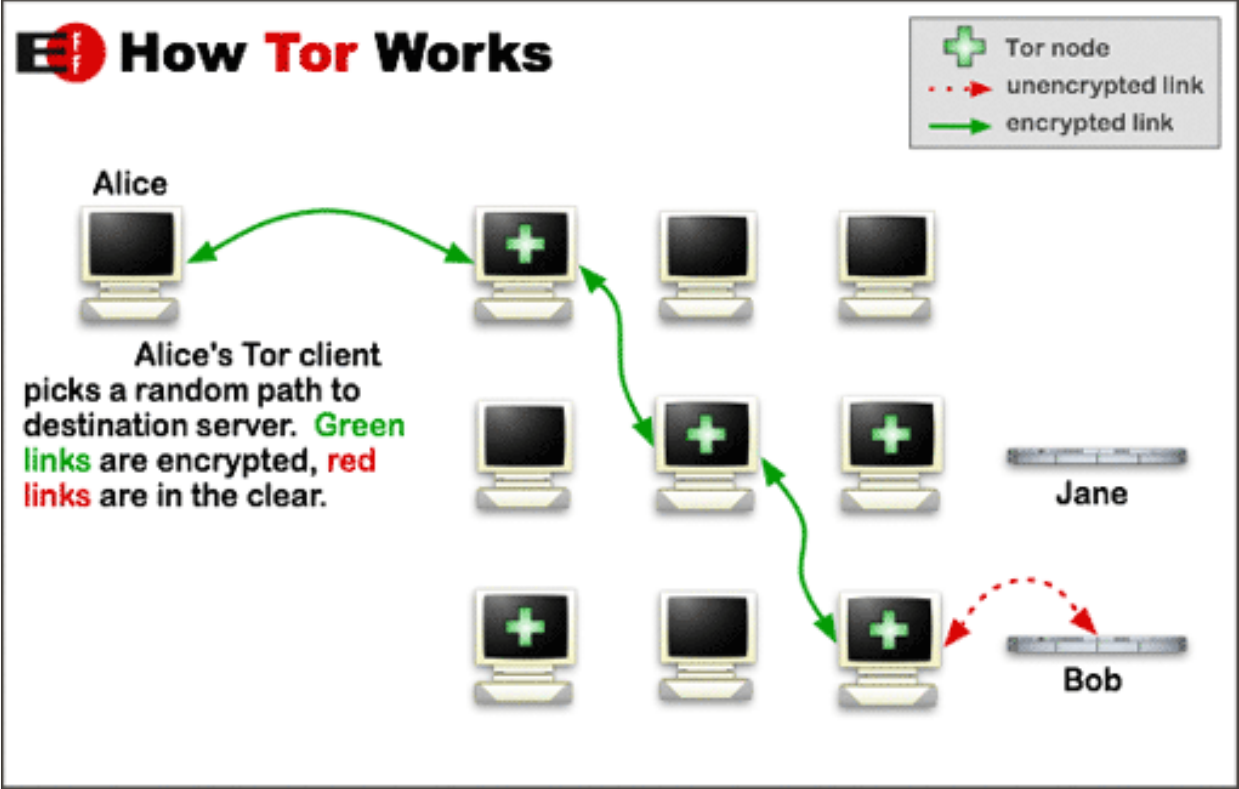 EFF How Tor Works
Tor node
unencrypted link
encrypted link
Alice
Alice's Tor client
picks a random path to
destination server. Green
links are encrypted, red
links are in the clear.
Jane
Bob